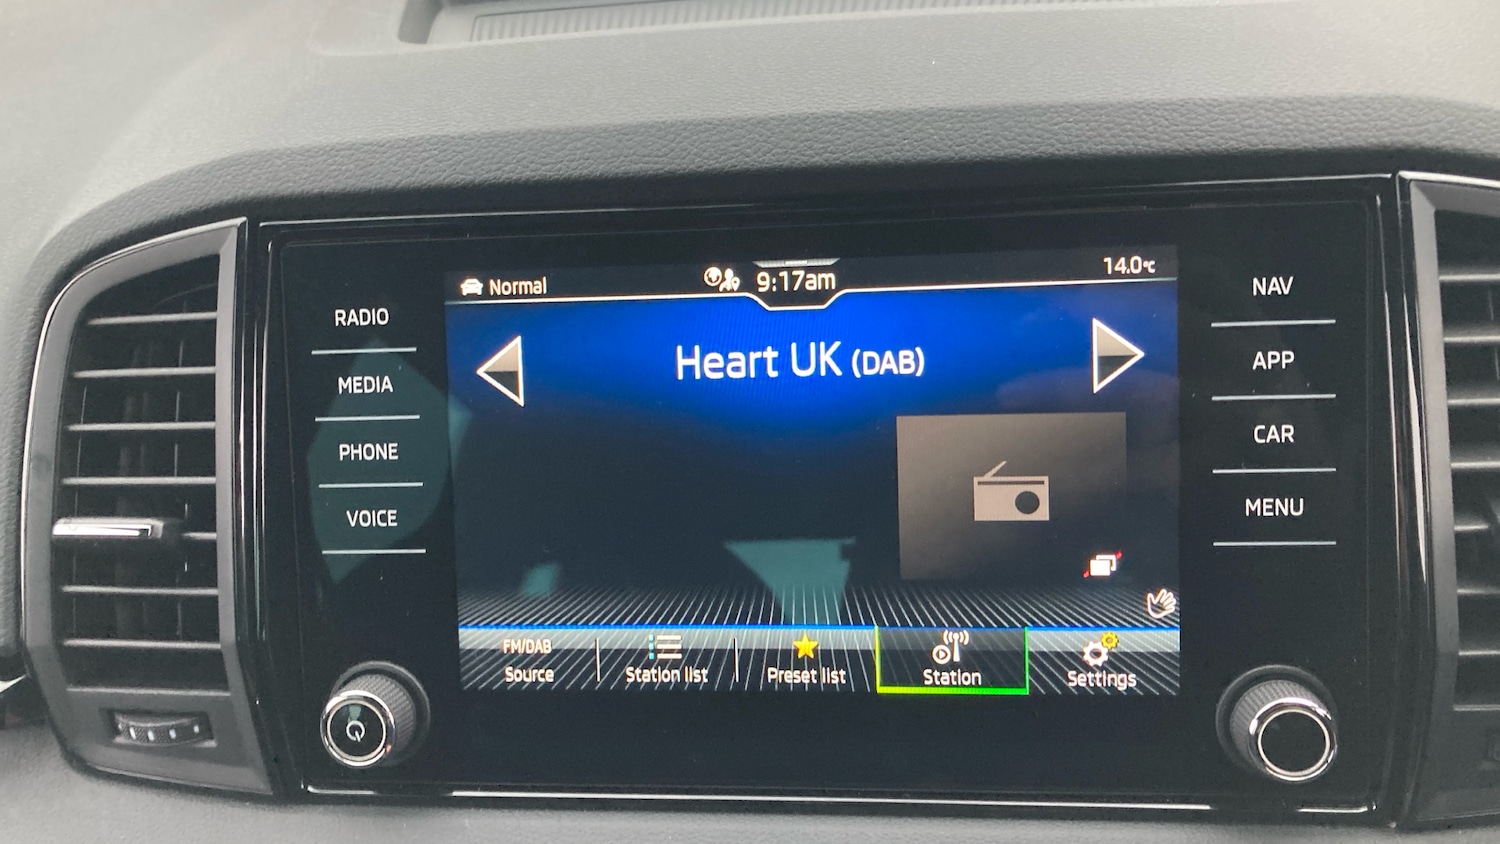 Normal
9:17am
14.0°C
RADIO
MEDIA
PHONE
VOICE
Heart UK (DAB)
NAV
APP
CAR
MENU
FM/DAB
Source
Station list
Preset list
Station
Settings